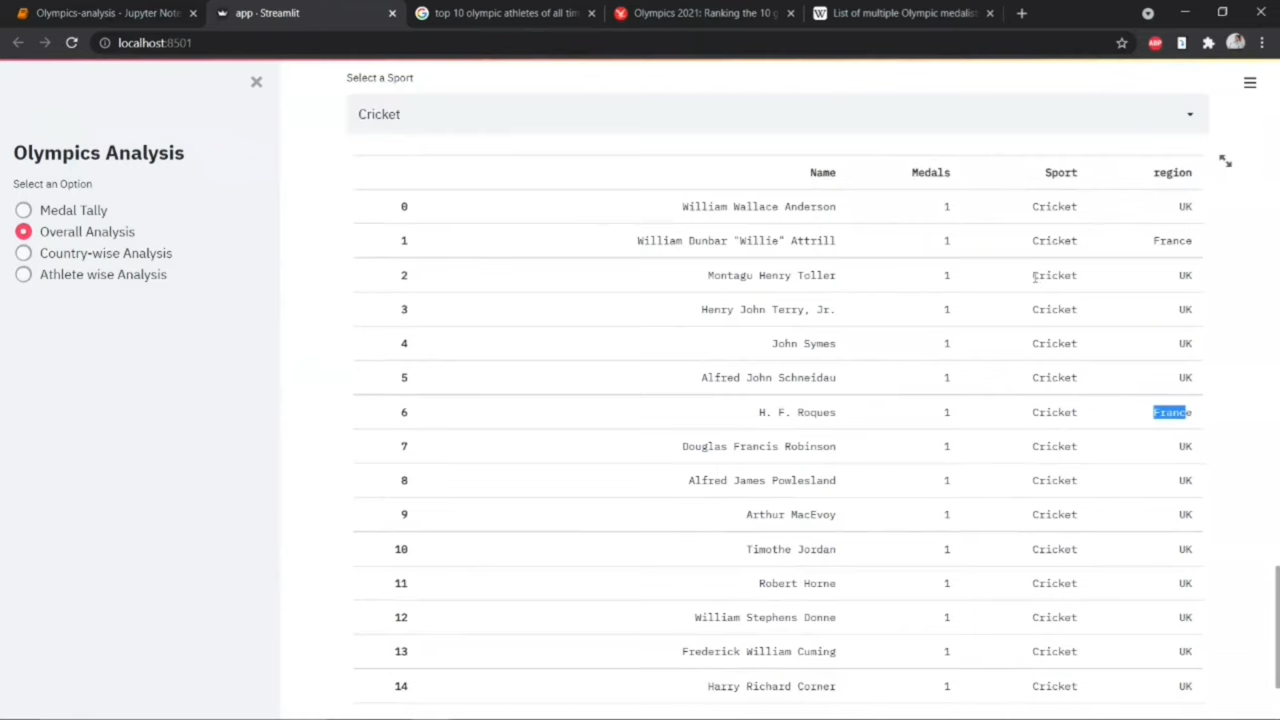 Olympics-analysis - Jupyter Note
app · Streamlit
top 10 olympic athletes of all tim
Olympics 2021: Ranking the 10 g
List of multiple Olympic medalist
localhost:8501
ABP
Olympics Analysis
Select an Option
Medal Tally
Overall Analysis
Country-wise Analysis
Athlete wise Analysis
Select a Sport
Cricket
Name Medals Sport region
0 William Wallace Anderson 1 Cricket UK
1 William Dunbar "Willie" Attrill 1 Cricket France
2 Montagu Henry Toller 1 Cricket UK
3 Henry John Terry, Jr. 1 Cricket UK
4 John Symes 1 Cricket UK
5 Alfred John Schneidau 1 Cricket UK
6 H. F. Roques 1 Cricket France
7 Douglas Francis Robinson 1 Cricket UK
8 Alfred James Powlesland 1 Cricket UK
9 Arthur MacEvoy 1 Cricket UK
10 Timothe Jordan 1 Cricket UK
11 Robert Horne 1 Cricket UK
12 William Stephens Donne 1 Cricket UK
13 Frederick William Cuming 1 Cricket UK
14 Harry Richard Corner 1 Cricket UK